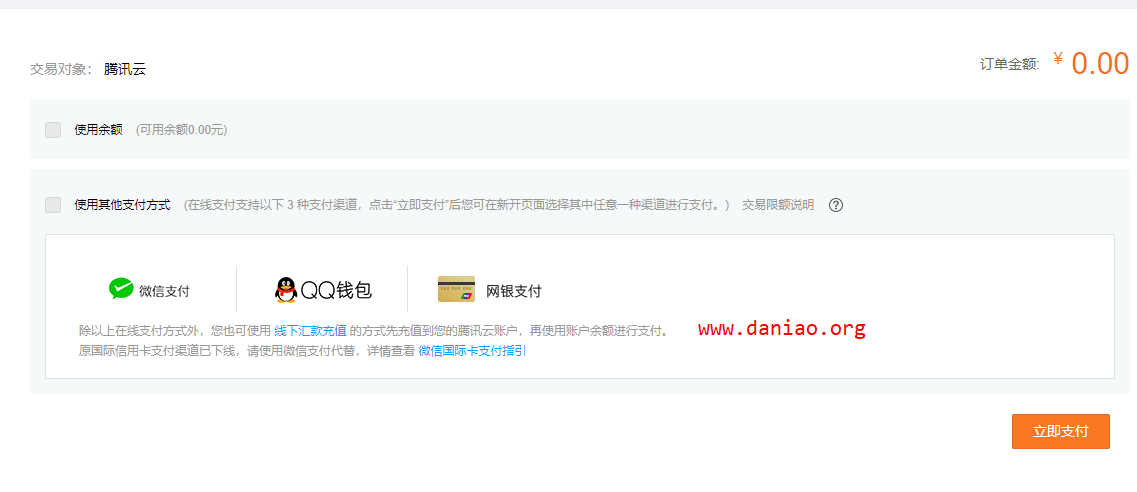 交易对象： 腾讯云
订单金额: ¥ 0.00
使用余额 (可用余额0.00元)
使用其他支付方式 (在线支付支持以下 3 种支付渠道，点击“立即支付”后您可在新开页面选择其中任意一种渠道进行支付。) 交易限额说明 ?
微信支付 QQ钱包 网银支付
除以上在线支付方式外，您也可使用 线下汇款充值 的方式先充值到您的腾讯云账户，再使用账户余额进行支付。
www.daniao.org
原国际信用卡支付渠道已下线，请使用微信支付代替，详情查看 微信国际卡支付指引
立即支付